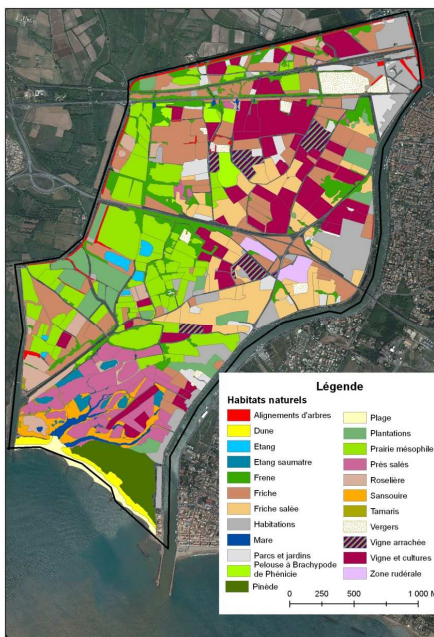 Légende
Habitats naturels
Alignements d'arbres
Dune
Etang
Etang saumatre
Frene
Friche
Friche salée
Habitations
Mare
Parcs et jardins
Pelouse à Brachypode
de Phénicie
Pinède
Plage
Plantations
Prairie mésophile
Prés salés
Roselière
Sansouire
Tamaris
Vergers
Vigne arrachée
Vigne et cultures
Zone rudérale
0 500 1 000 M